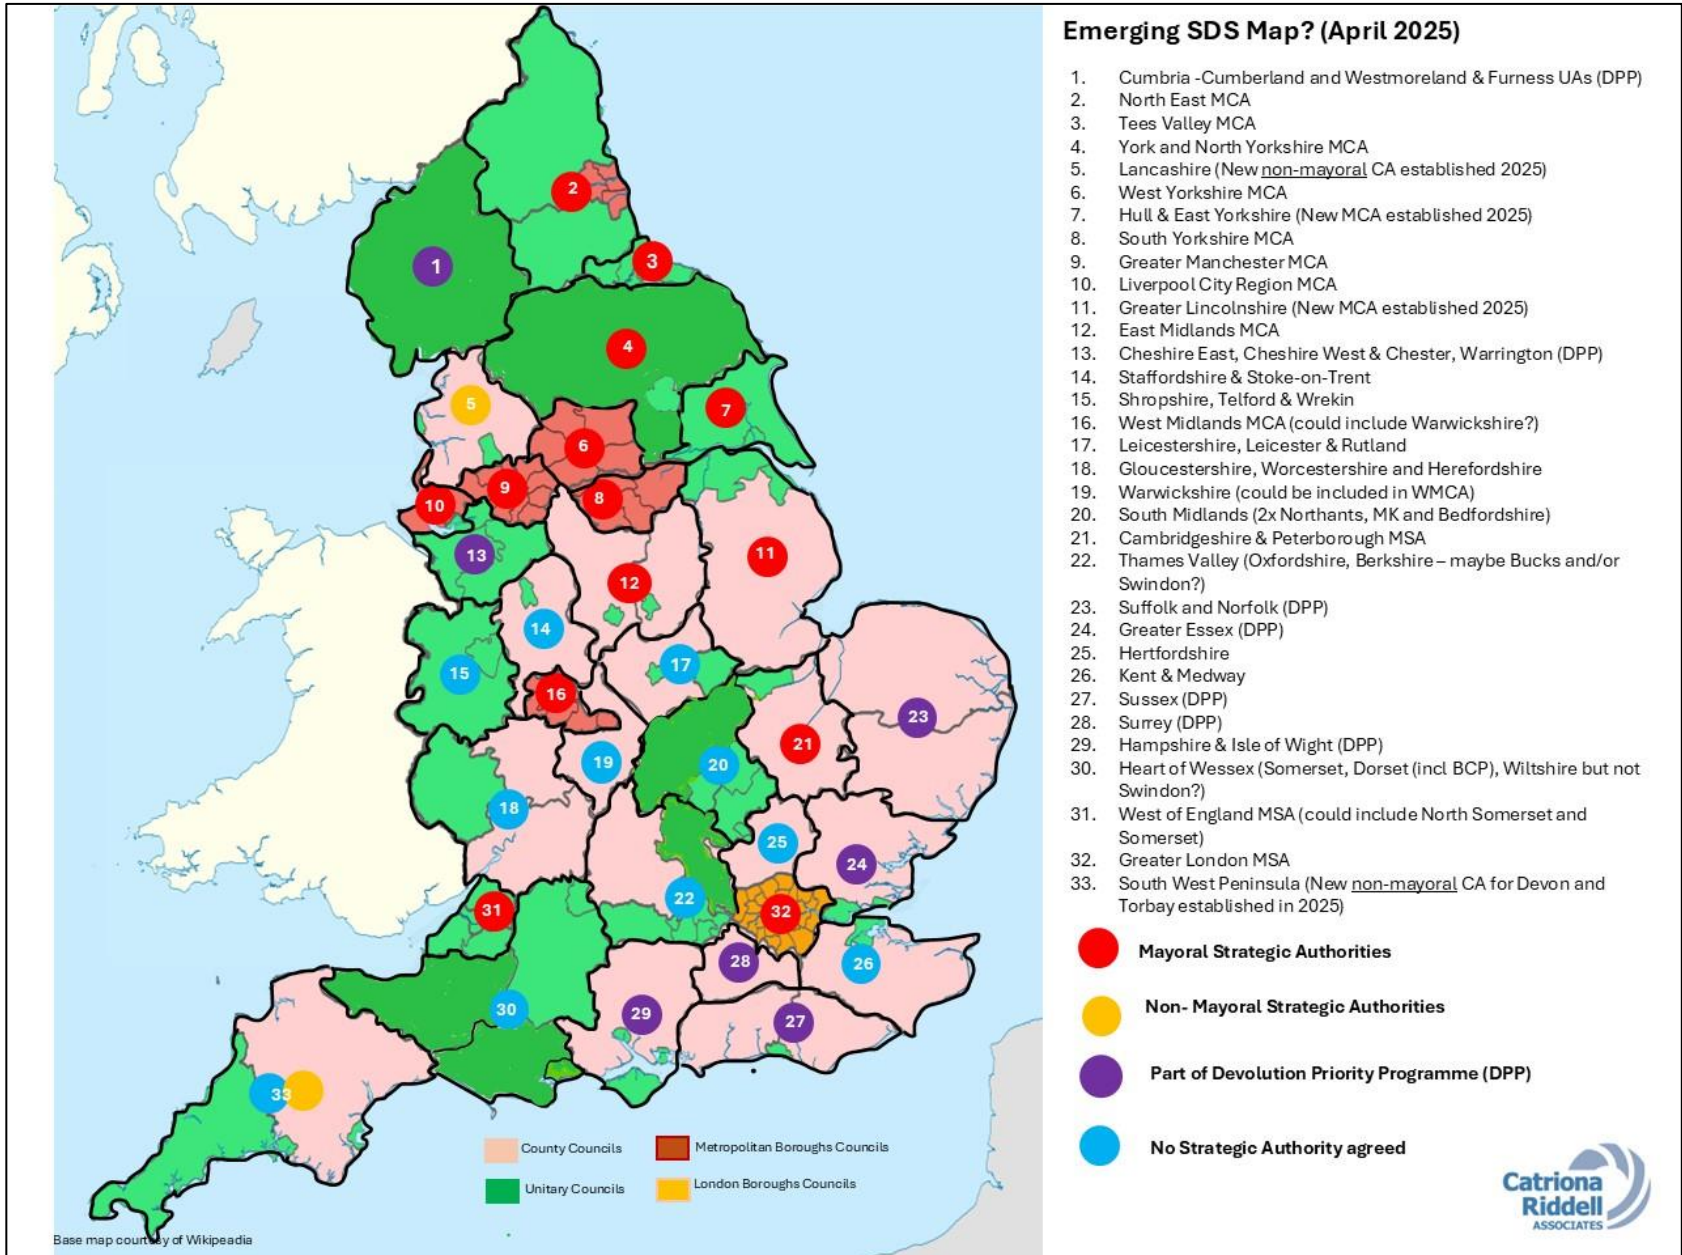 Emerging SDS Map? (April 2025)
1. Cumbria -Cumberland and Westmoreland & Furness UAs (DPP)
2. North East MCA
3. Tees Valley MCA
4. York and North Yorkshire MCA
5. Lancashire (New non-mayoral CA established 2025)
6. West Yorkshire MCA
7. Hull & East Yorkshire (New MCA established 2025)
8. South Yorkshire MCA
9. Greater Manchester MCA
10. Liverpool City Region MCA
11. Greater Lincolnshire (New MCA established 2025)
12. East Midlands MCA
13. Cheshire East, Cheshire West & Chester, Warrington (DPP)
14. Staffordshire & Stoke-on-Trent
15. Shropshire, Telford & Wrekin
16. West Midlands MCA (could include Warwickshire?)
17. Leicestershire, Leicester & Rutland
18. Gloucestershire, Worcestershire and Herefordshire
19. Warwickshire (could be included in WMCA)
20. South Midlands (2x Northants, MK and Bedfordshire)
21. Cambridgeshire & Peterborough MSA
22. Thames Valley (Oxfordshire, Berkshire – maybe Bucks and/or
Swindon?)
23. Suffolk and Norfolk (DPP)
24. Greater Essex (DPP)
25. Hertfordshire
26. Kent & Medway
27. Sussex (DPP)
28. Surrey (DPP)
29. Hampshire & Isle of Wight (DPP)
30. Heart of Wessex (Somerset, Dorset (incl BCP), Wiltshire but not
Swindon?)
31. West of England MSA (could include North Somerset and
Somerset)
32. Greater London MSA
33. South West Peninsula (New non-mayoral CA for Devon and
Torbay established in 2025)
Mayoral Strategic Authorities
Non- Mayoral Strategic Authorities
Part of Devolution Priority Programme (DPP)
No Strategic Authority agreed
Catriona
Riddell
ASSOCIATES
2
1
3
4
5
7
6
9
8
10
13
11
12
14
17
15
16
23
21
19
20
18
25
24
22
31
32
28
26
30
29
27
33
County Councils
Metropolitan Boroughs Councils
Unitary Councils
London Boroughs Councils
Base map courtesy of Wikipeadia